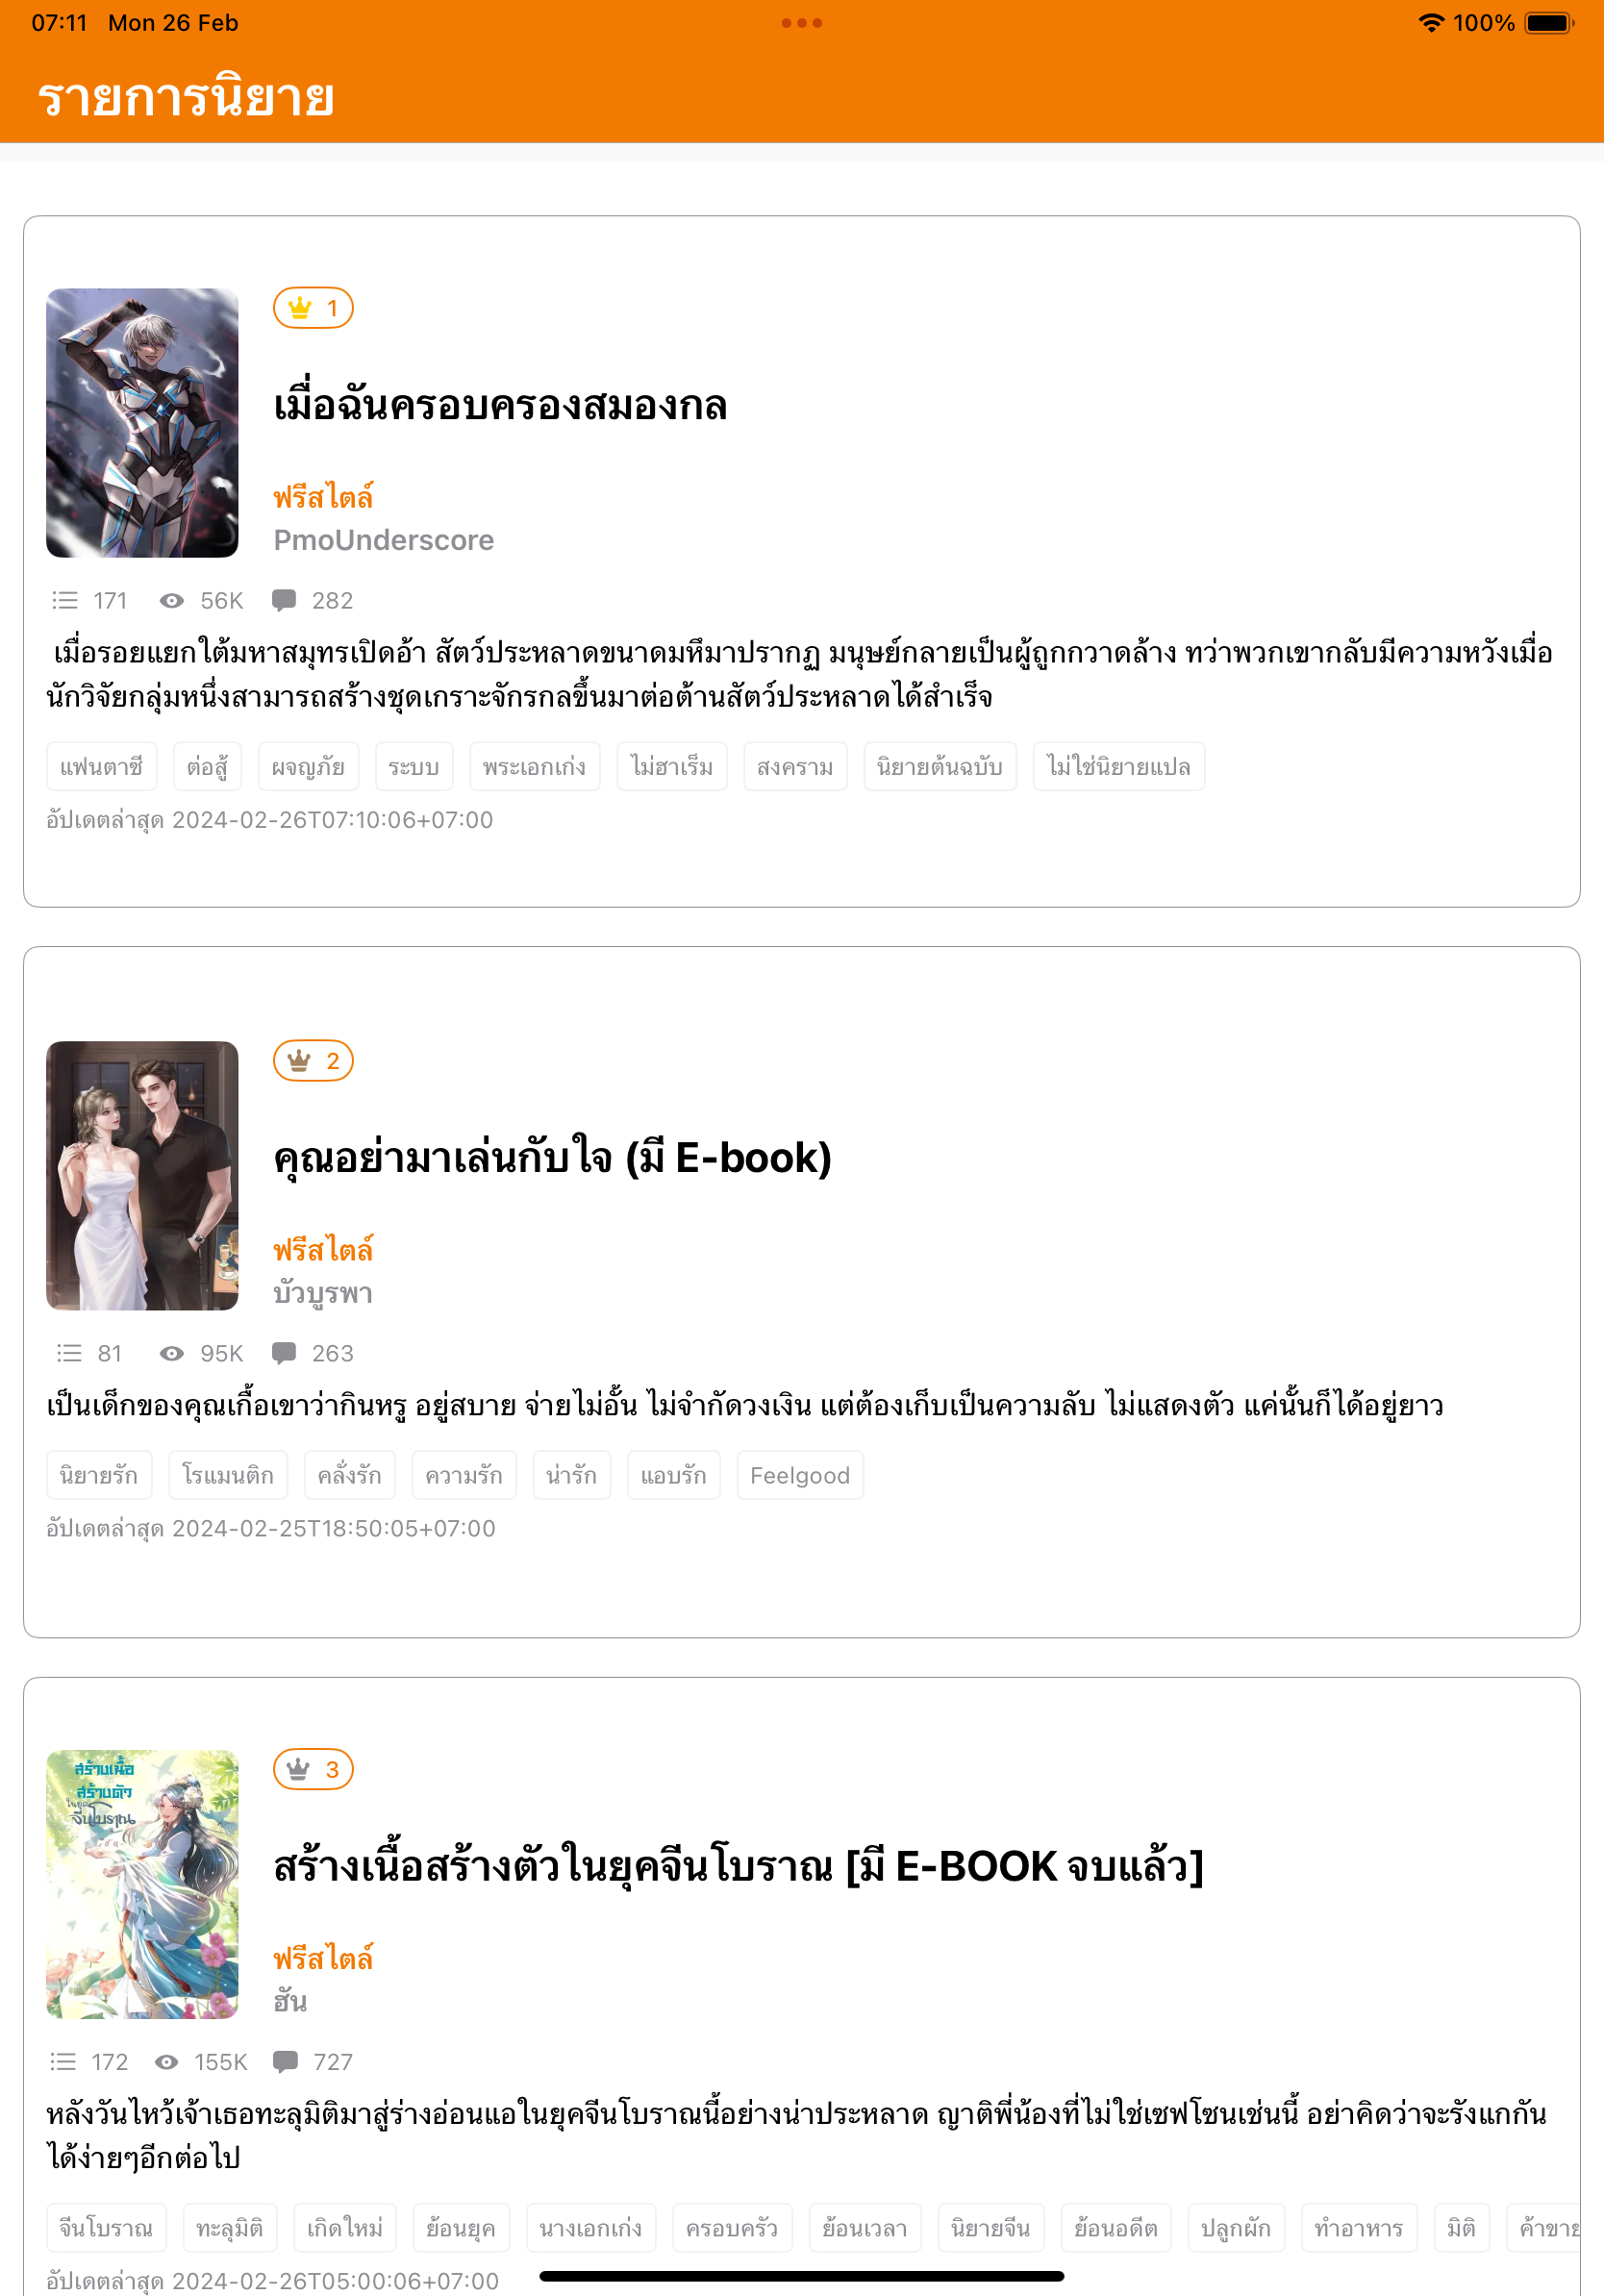 07:11 Mon 26 Feb 100%
รายการนิยาย
1
เมื่อฉันครอบครองสมองกล
ฟรีสไตล์
PmoUnderscore
171 56K 282
เมื่อรอยแยกใต้มหาสมุทรเปิดอ้า สัตว์ประหลาดขนาดมหึมาปรากฏ มนุษย์กลายเป็นผู้ถูกกวาดล้าง ทว่าพวกเขากลับมีความหวังเมื่อ
นักวิจัยกลุ่มหนึ่งสามารถสร้างชุดเกราะจักรกลขึ้นมาต่อต้านสัตว์ประหลาดได้สำเร็จ
แฟนตาซี ต่อสู้ ผจญภัย ระบบ พระเอกเก่ง ไม่ฮาเร็ม สงคราม นิยายต้นฉบับ ไม่ใช่นิยายแปล
อัปเดตล่าสุด 2024-02-26T07:10:06+07:00
2
คุณอย่ามาเล่นกับใจ (มี E-book)
ฟรีสไตล์
บัวบูรพา
81 95K 263
เป็นเด็กของคุณเกื้อเขาว่ากินหรู อยู่สบาย จ่ายไม่อั้น ไม่จำกัดวงเงิน แต่ต้องเก็บเป็นความลับ ไม่แสดงตัว แค่นั้นก็ได้อยู่ยาว
นิยายรัก โรแมนติก คลั่งรัก ความรัก น่ารัก แอบรัก Feelgood
อัปเดตล่าสุด 2024-02-25T18:50:05+07:00
สร้างเนื้อ
สร้างตัว
ในยุค
จีนโบราณ
3
สร้างเนื้อสร้างตัวในยุคจีนโบราณ [มี E-BOOK จบแล้ว]
ฟรีสไตล์
ฮัน
172 155K 727
หลังวันไหว้เจ้าเธอทะลุมิติมาสู่ร่างอ่อนแอในยุคจีนโบราณนี้อย่างน่าประหลาด ญาติพี่น้องที่ไม่ใช่เซฟโซนเช่นนี้ อย่าคิดว่าจะรังแกกัน
ได้ง่ายๆอีกต่อไป
จีนโบราณ ทะลุมิติ เกิดใหม่ ย้อนยุค นางเอกเก่ง ครอบครัว ย้อนเวลา นิยายจีน ย้อนอดีต ปลูกผัก ทำอาหาร มิติ ค้าขาย
อัปเดตล่าสุด 2024-02-26T05:00:06+07:00